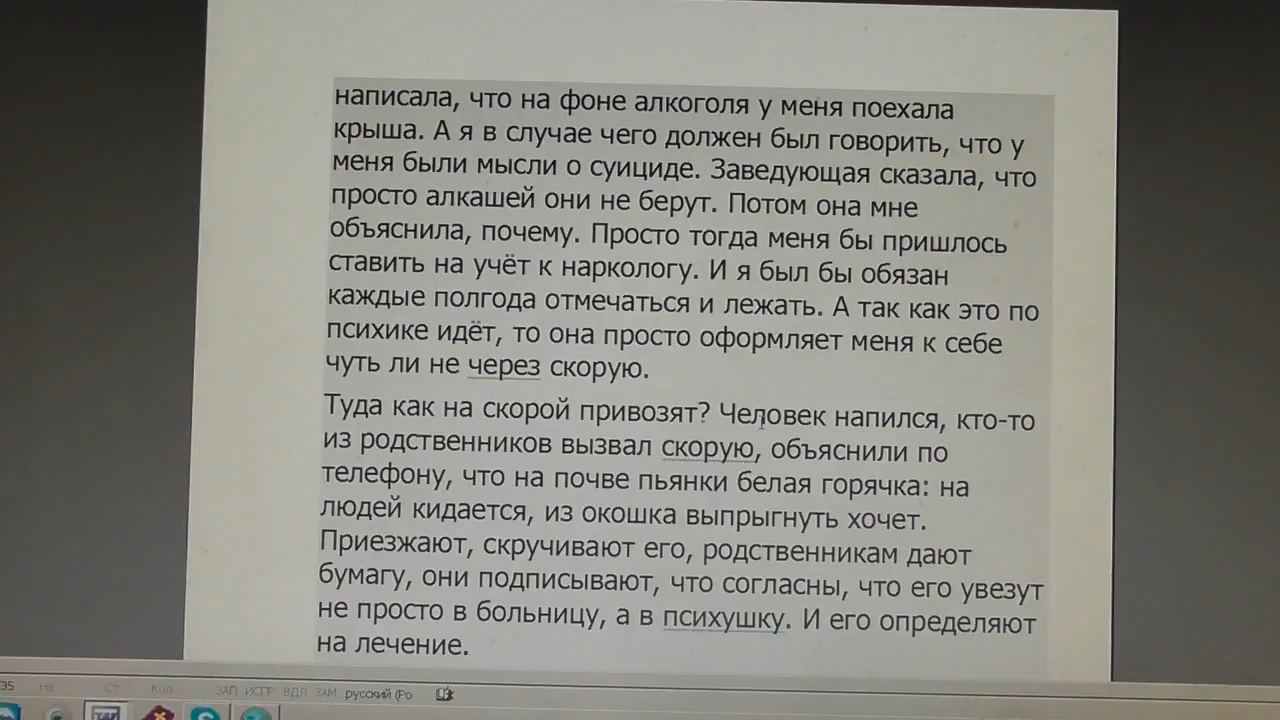 написала, что на фоне алкоголя у меня поехала
крыша. А я в случае чего должен был говорить, что у
меня были мысли о суициде. Заведующая сказала, что
просто алкашей они не берут. Потом она мне
объяснила, почему. Просто тогда меня бы пришлось
ставить на учёт к наркологу. И я был бы обязан
каждые полгода отмечаться и лежать. А так как это по
психике идёт, то она просто оформляет меня к себе
чуть ли не через скорую.
Туда как на скорой привозят? Человек напился, кто-то
из родственников вызвал скорую, объяснили по
телефону, что на почве пьянки белая горячка: на
людей кидается, из окошка выпрыгнуть хочет.
Приезжают, скручивают его, родственникам дают
бумагу, они подписывают, что согласны, что его увезут
не просто в больницу, а в психушку. И его определяют
на лечение.
35 На Ст Кол ЗАП ИСПР ВДЛ ЗАМ русский (Ро